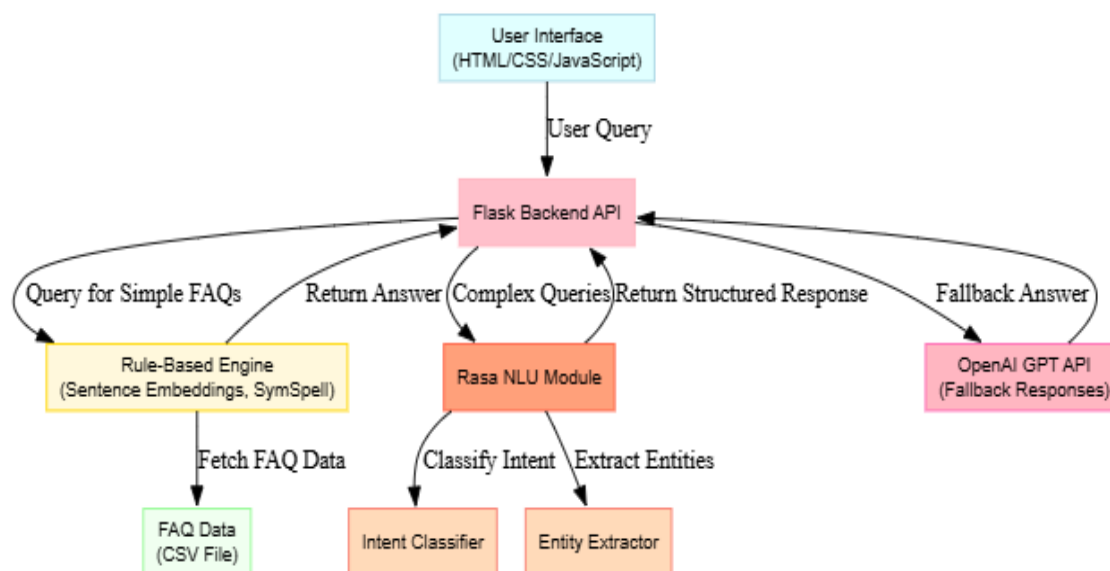 User Interface
(HTML/CSS/JavaScript)
User Query
Flask Backend API
Query for Simple FAQs
Return Answer
Complex Queries
Return Structured Response
Fallback Answer
Rule-Based Engine
(Sentence Embeddings, SymSpell)
Rasa NLU Module
OpenAI GPT API
(Fallback Responses)
Fetch FAQ Data
Classify Intent
Extract Entities
FAQ Data
(CSV File)
Intent Classifier
Entity Extractor